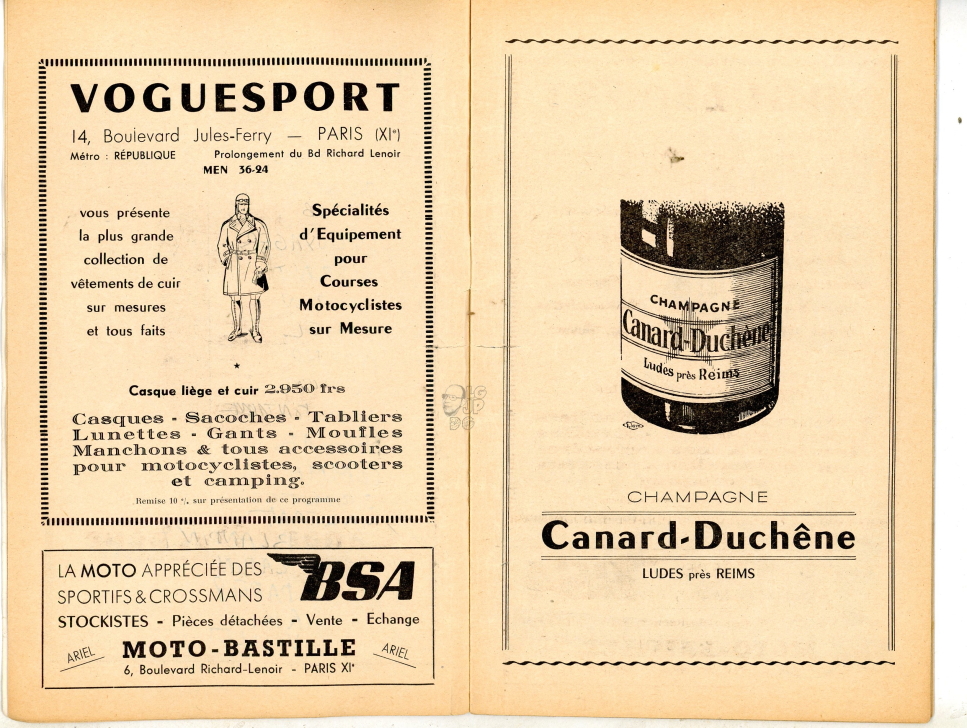 VOGUESPORT
14, Boulevard Jules-Ferry — PARIS (XIe)
Métro : RÉPUBLIQUE Prolongement du Bd Richard Lenoir
MEN 36-24
vous présente
la plus grande
collection de
vêtements de cuir
sur mesures
et tous faits
Spécialités
d'Equipement
pour
Courses
Motocyclistes
sur Mesure
Casque liège et cuir 2.950 frs
Casques - Sacoches - Tabliers
Lunettes - Gants - Moufles
Manchons & tous accessoires
pour motocyclistes, scooters
et camping.
Remise 10 % sur présentation de ce programme
LA MOTO APPRÉCIÉE DES
SPORTIFS & CROSSMANS
BSA
STOCKISTES - Pièces détachées - Vente - Echange
ARIEL MOTO-BASTILLE ARIEL
6, Boulevard Richard-Lenoir - PARIS XIe
CHAMPAGNE
Canard-Duchêne
Ludes près Reims
CHAMPAGNE
Canard-Duchêne
LUDES près REIMS